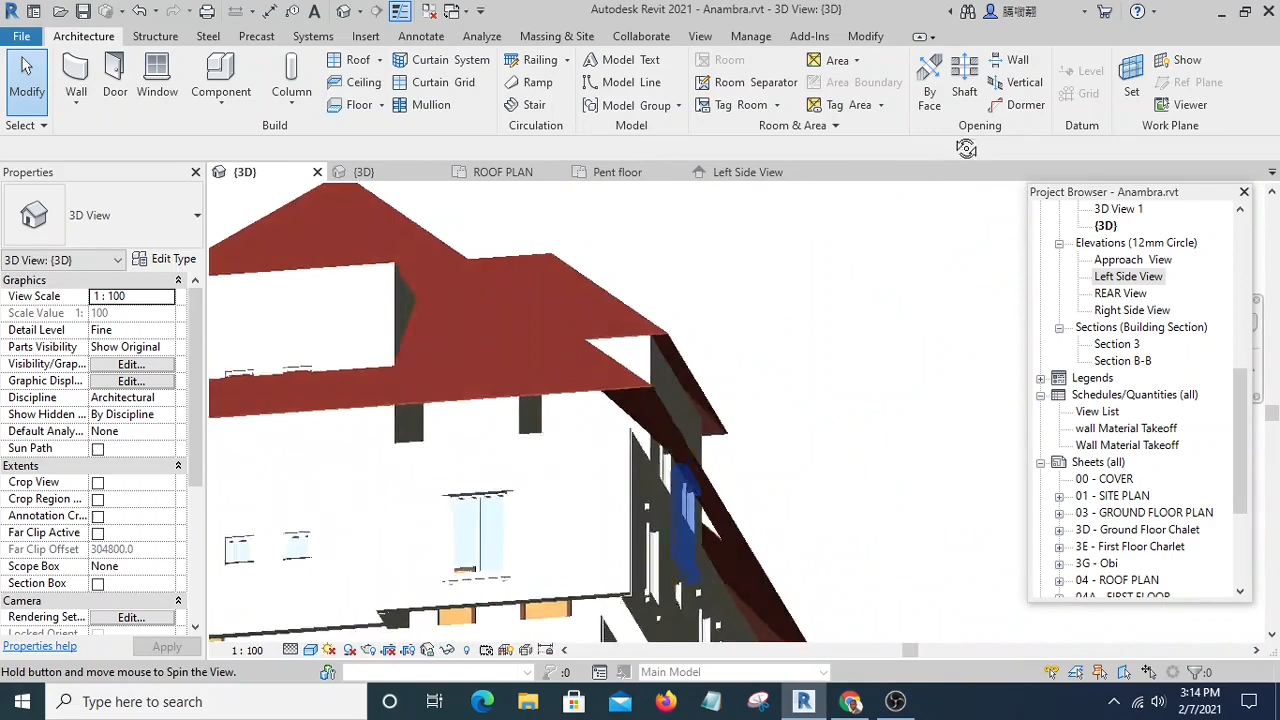 Autodesk Revit 2021 - Anambra.rvt - 3D View: {3D}
File Architecture Structure Steel Precast Systems Insert Annotate Analyze Massing & Site Collaborate View Manage Add-Ins Modify
Modify Wall Door Window Component Column
Roof Curtain System
Ceiling Curtain Grid
Floor Mullion
Railing
Ramp
Stair
Model Text
Model Line
Model Group
Room
Room Separator
Tag Room
Area
Area Boundary
Tag Area
By Face
Shaft
Wall
Vertical
Dormer
Level
Grid
Set
Show
Ref Plane
Viewer
Select Build Circulation Model Room & Area Opening Datum Work Plane
Properties
{3D} {3D} ROOF PLAN Pent floor Left Side View
3D View
3D View: {3D} Edit Type
Graphics
View Scale 1 : 100
Scale Value 1: 100
Detail Level Fine
Parts Visibility Show Original
Visibility/Grap... Edit...
Graphic Displ... Edit...
Discipline Architectural
Show Hidden ... By Discipline
Default Analy... None
Sun Path
Extents
Crop View
Crop Region ...
Annotation Cr...
Far Clip Active
Far Clip Offset 304800.0
Scope Box None
Section Box
Camera
Rendering Set... Edit...
Locked Orient
Properties help Apply
Project Browser - Anambra.rvt
3D View 1
{3D}
Elevations (12mm Circle)
Approach View
Left Side View
REAR View
Right Side View
Sections (Building Section)
Section 3
Section B-B
Legends
Schedules/Quantities (all)
View List
wall Material Takeoff
Wall Material Takeoff
Sheets (all)
00 - COVER
01 - SITE PLAN
03 - GROUND FLOOR PLAN
3D - Ground Floor Chalet
3E - First Floor Charlet
3G - Obi
04 - ROOF PLAN
04A - FIRST FLOOR
1 : 100
Hold button and move mouse to Spin the View. :0 Main Model :0
Type here to search
3:14 PM
2/7/2021